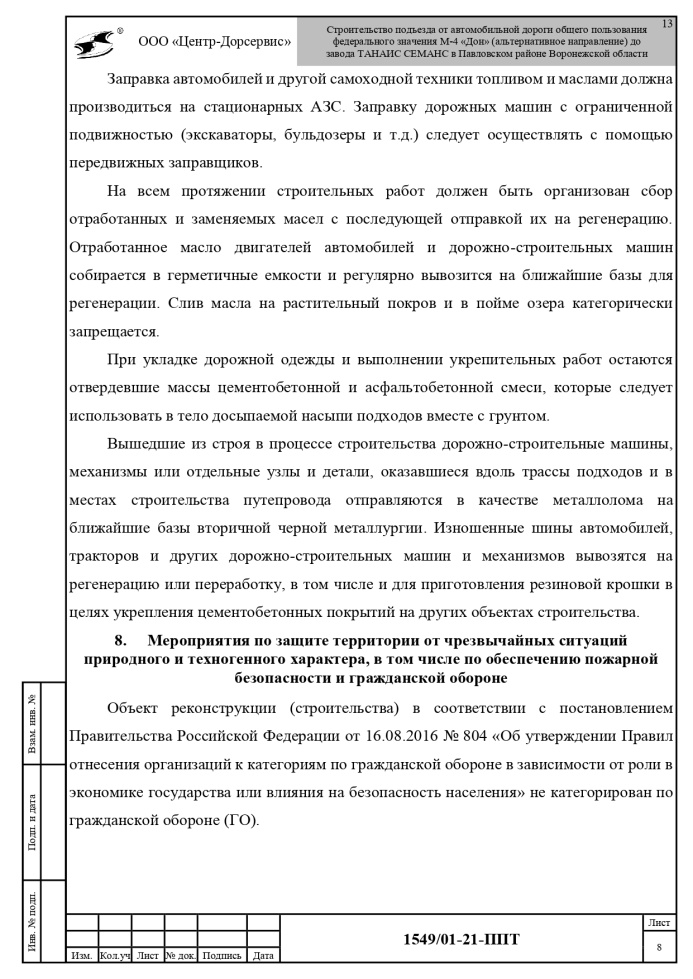 13
®
ООО «Центр-Дорсервис»
Строительство подъезда от автомобильной дороги общего пользования
федерального значения М-4 «Дон» (альтернативное направление) до
завода ТАНАИС СЕМАНС в Павловском районе Воронежской области
Заправка автомобилей и другой самоходной техники топливом и маслами должна
производиться на стационарных АЗС. Заправку дорожных машин с ограниченной
подвижностью (экскаваторы, бульдозеры и т.д.) следует осуществлять с помощью
передвижных заправщиков.
На всем протяжении строительных работ должен быть организован сбор
отработанных и заменяемых масел с последующей отправкой их на регенерацию.
Отработанное масло двигателей автомобилей и дорожно-строительных машин
собирается в герметичные емкости и регулярно вывозится на ближайшие базы для
регенерации. Слив масла на растительный покров и в пойме озера категорически
запрещается.
При укладке дорожной одежды и выполнении укрепительных работ остаются
отвердевшие массы цементобетонной и асфальтобетонной смеси, которые следует
использовать в тело досыпаемой насыпи подходов вместе с грунтом.
Вышедшие из строя в процессе строительства дорожно-строительные машины,
механизмы или отдельные узлы и детали, оказавшиеся вдоль трассы подходов и в
местах строительства путепровода отправляются в качестве металлолома на
ближайшие базы вторичной черной металлургии. Изношенные шины автомобилей,
тракторов и других дорожно-строительных машин и механизмов вывозятся на
регенерацию или переработку, в том числе и для приготовления резиновой крошки в
целях укрепления цементобетонных покрытий на других объектах строительства.
8. Мероприятия по защите территории от чрезвычайных ситуаций
природного и техногенного характера, в том числе по обеспечению пожарной
безопасности и гражданской обороне
Объект реконструкции (строительства) в соответствии с постановлением
Правительства Российской Федерации от 16.08.2016 № 804 «Об утверждении Правил
отнесения организаций к категориям по гражданской обороне в зависимости от роли в
экономике государства или влияния на безопасность населения» не категорирован по
гражданской обороне (ГО).
Взам. инв. №
Подп. и дата
Инв. № подп.
Изм. Кол.уч Лист № док. Подпись Дата
1549/01-21-ППТ
Лист
8